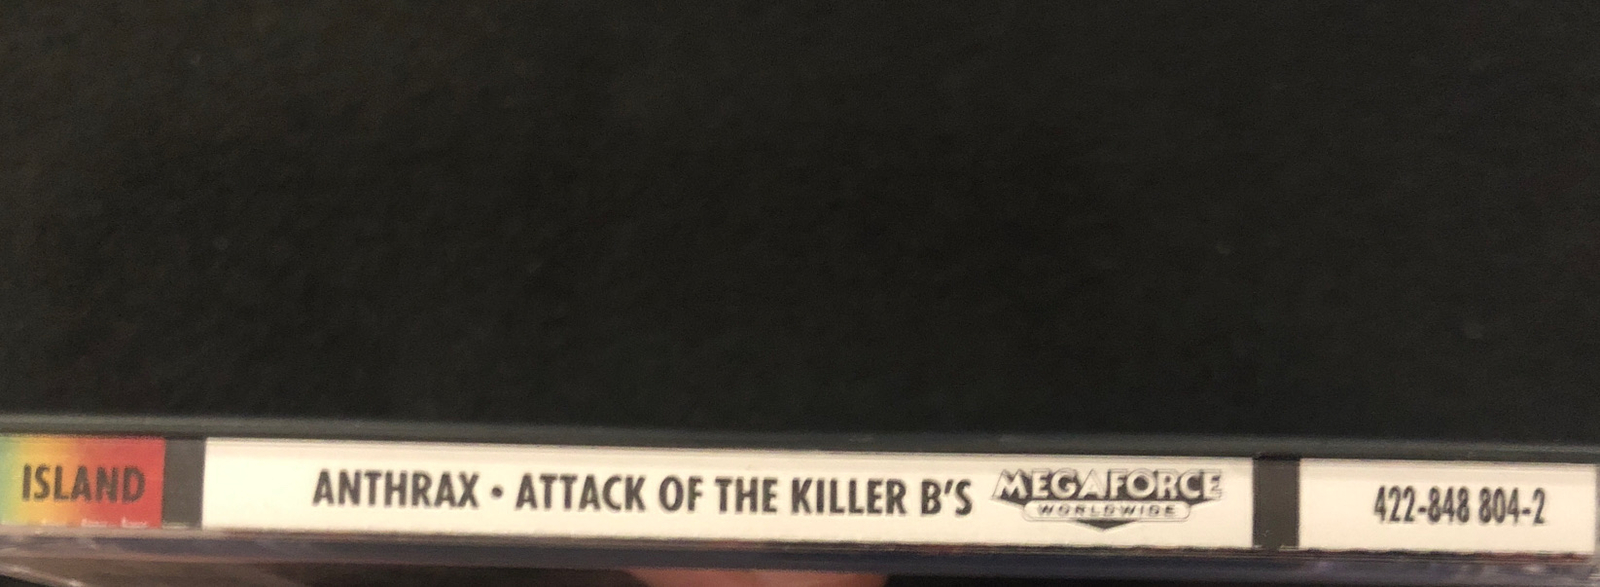 ISLAND
ANTHRAX • ATTACK OF THE KILLER B'S
MEGAFORCE
WORLDWIDE
422-848 804-2